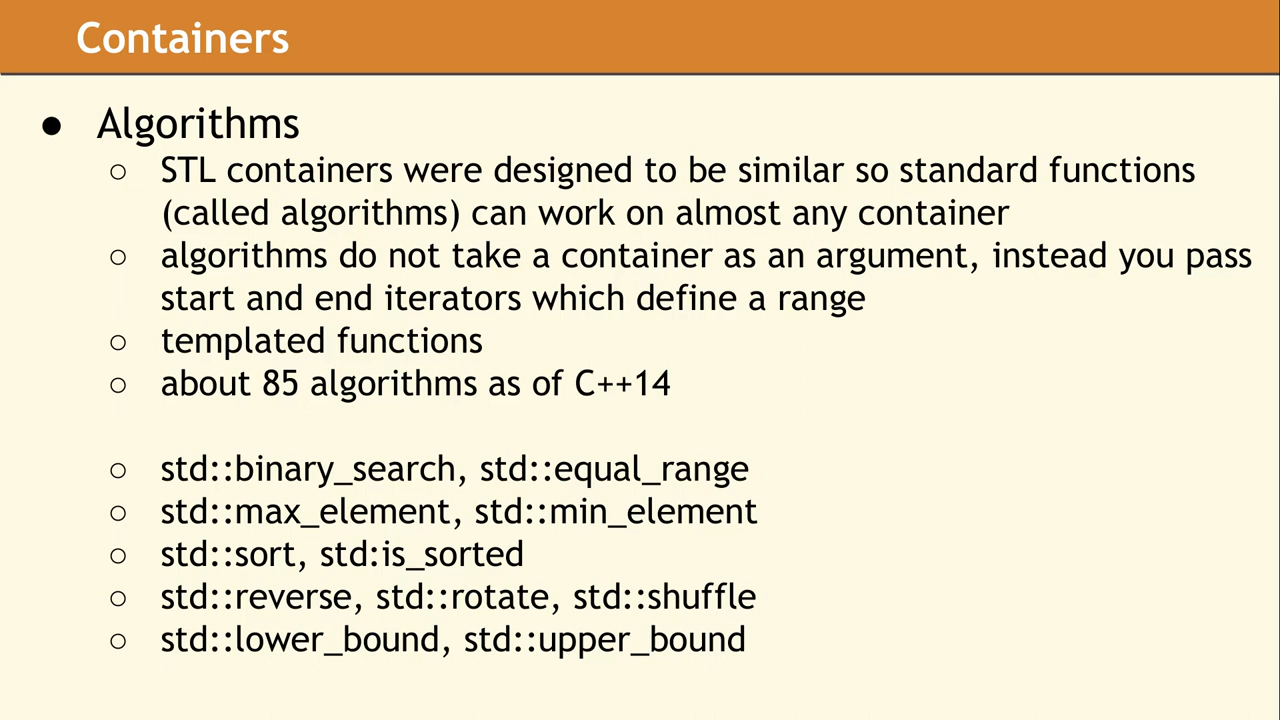 Containers
● Algorithms
○ STL containers were designed to be similar so standard functions
(called algorithms) can work on almost any container
○ algorithms do not take a container as an argument, instead you pass
start and end iterators which define a range
○ templated functions
○ about 85 algorithms as of C++14
○ std::binary_search, std::equal_range
○ std::max_element, std::min_element
○ std::sort, std:is_sorted
○ std::reverse, std::rotate, std::shuffle
○ std::lower_bound, std::upper_bound